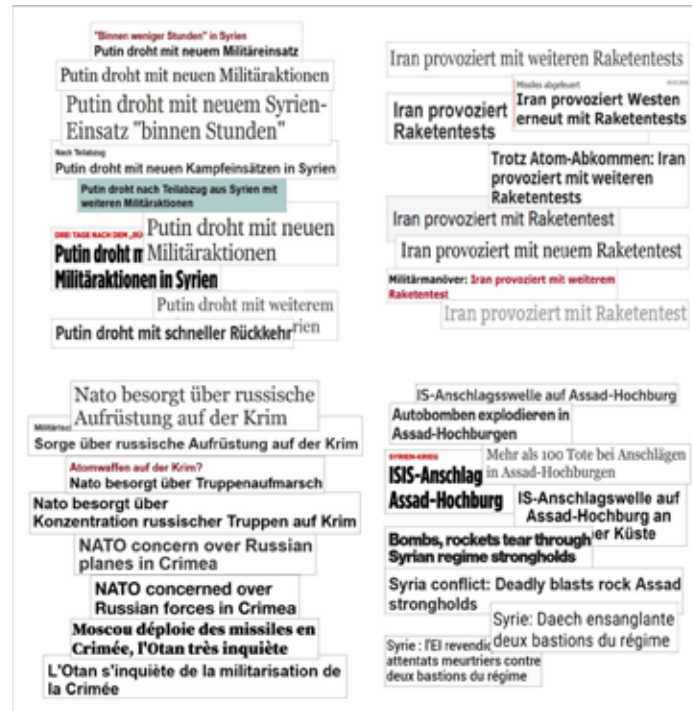 "Binnen weniger Stunden" in Syrien
Putin droht mit neuem Militäreinsatz
Putin droht mit neuen Militäraktionen
Putin droht mit neuem Syrien-
Einsatz "binnen Stunden"
Nach Teilabzug
Putin droht mit neuen Kampfeinsätzen in Syrien
Putin droht nach Teilabzug aus Syrien mit
weiteren Militäraktionen
DREI TAGE NACH DEM
Putin droht m
Militäraktionen in Syrien
Putin droht mit neuen
Militäraktionen
Putin droht mit weiterem
rien
Putin droht mit schneller Rückkehr
Iran provoziert mit weiteren Raketentests
Iran provoziert
Raketentests
Missiles abgefeuert
Iran provoziert Westen
erneut mit Raketentests
Trotz Atom-Abkommen: Iran
provoziert mit weiteren
Raketentests
Iran provoziert mit Raketentest
Iran provoziert mit neuem Raketentest
Militärmanöver: Iran provoziert mit weiterem
Raketentest
Iran provoziert mit Raketentest
Nato besorgt über russische
Aufrüstung auf der Krim
Sorge über russische Aufrüstung auf der Krim
Atomwaffen auf der Krim?
Nato besorgt über Truppenaufmarsch
Nato besorgt über
Konzentration russischer Truppen auf Krim
NATO concern over Russian
planes in Crimea
NATO concerned over
Russian forces in Crimea
Moscou déploie des missiles en
Crimée, l'Otan très inquiète
L'Otan s'inquiète de la militarisation de
la Crimée
IS-Anschlagsswelle auf Assad-Hochburg
Autobomben explodieren in
Assad-Hochburgen
SYRIEN-KRIEG
ISIS-Anschlag
Assad-Hochburg
Mehr als 100 Tote bei Anschlägen
in Assad-Hochburgen
IS-Anschlagswelle auf
Assad-Hochburg an
er Küste
Bombs, rockets tear through
Syrian regime strongholds
Syria conflict: Deadly blasts rock Assad
strongholds
Syrie: Daech ensanglante
deux bastions du régime
Syrie : l'EI revendic
attentats meurtriers contre
deux bastions du régime